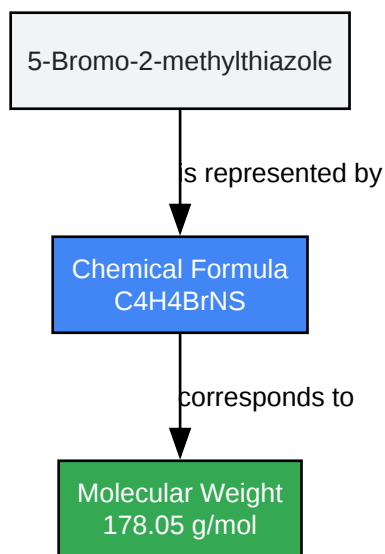 5-Bromo-2-methylthiazole
is represented by
Chemical Formula
C4H4BrNS
corresponds to
Molecular Weight
178.05 g/mol